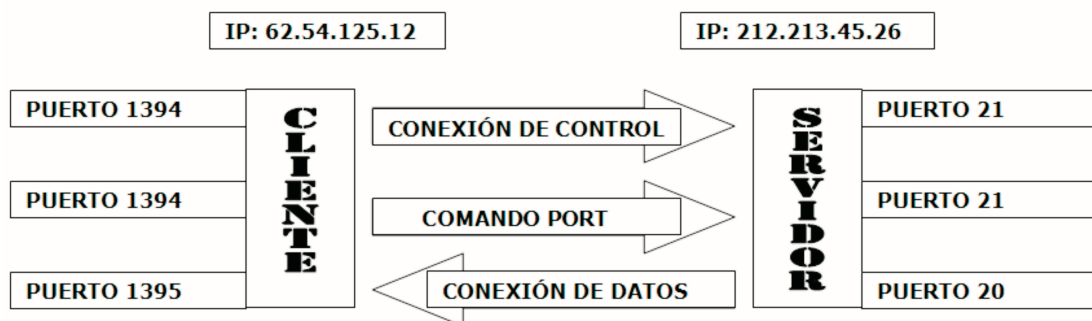 IP: 62.54.125.12
IP: 212.213.45.26
PUERTO 1394
CLIENTE
CONEXIÓN DE CONTROL
SERVIDOR
PUERTO 21
PUERTO 1394
COMANDO PORT
PUERTO 21
PUERTO 1395
CONEXIÓN DE DATOS
PUERTO 20